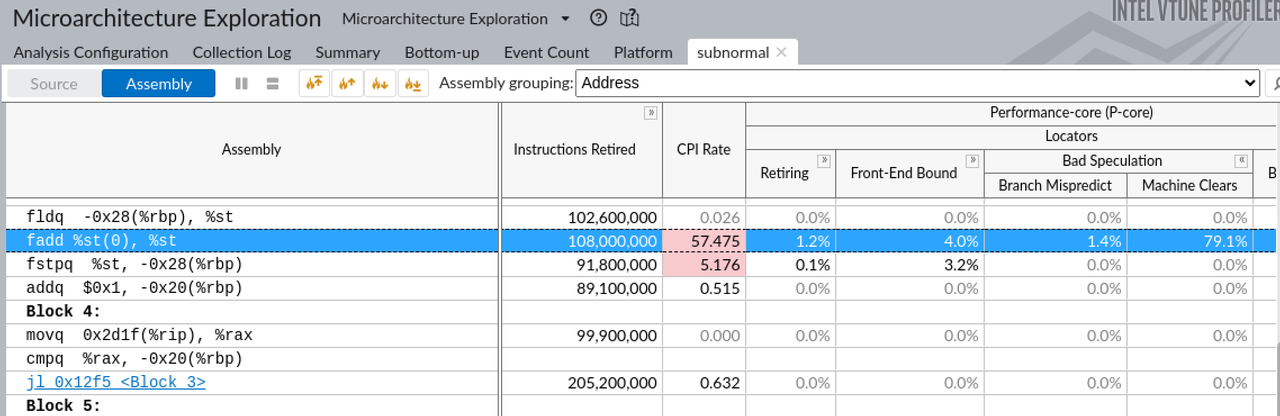 Microarchitecture Exploration Microarchitecture Exploration INTEL VTUNE PROFILER
Analysis Configuration Collection Log Summary Bottom-up Event Count Platform subnormal
Source Assembly Assembly grouping: Address
Performance-core (P-core)
Locators
Assembly Instructions Retired CPI Rate Retiring Front-End Bound Bad Speculation B
Branch Mispredict Machine Clears
fldq -0x28(%rbp), %st 102,600,000 0.026 0.0% 0.0% 0.0% 0.0%
fadd %st(0), %st 108,000,000 57.475 1.2% 4.0% 1.4% 79.1%
fstpq %st, -0x28(%rbp) 91,800,000 5.176 0.1% 3.2% 0.0% 0.0%
addq $0x1, -0x20(%rbp) 89,100,000 0.515 0.0% 0.0% 0.0% 0.0%
Block 4:
movq 0x2d1f(%rip), %rax 99,900,000 0.000 0.0% 0.0% 0.0% 0.0%
cmpq %rax, -0x20(%rbp)
jl 0x12f5 <Block 3> 205,200,000 0.632 0.0% 0.0% 0.0% 0.0%
Block 5: